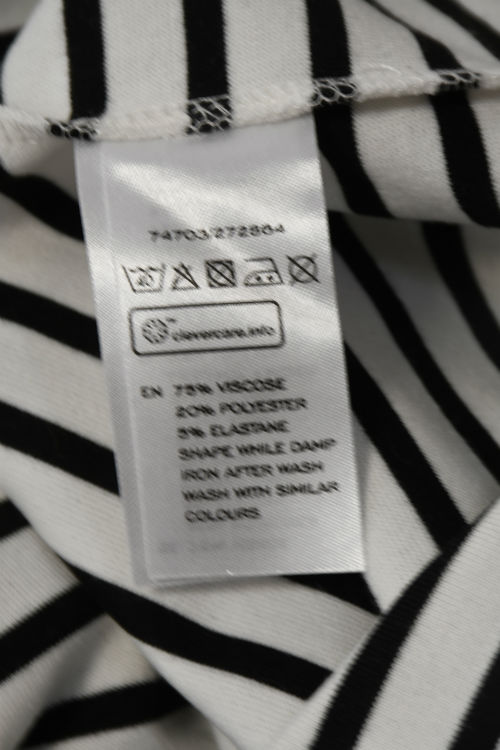 74703/272864
40
clevercare.info
EN 75% VISCOSE
20% POLYESTER
5% ELASTANE
SHAPE WHILE DAMP
IRON AFTER WASH
WASH WITH SIMILAR
COLOURS